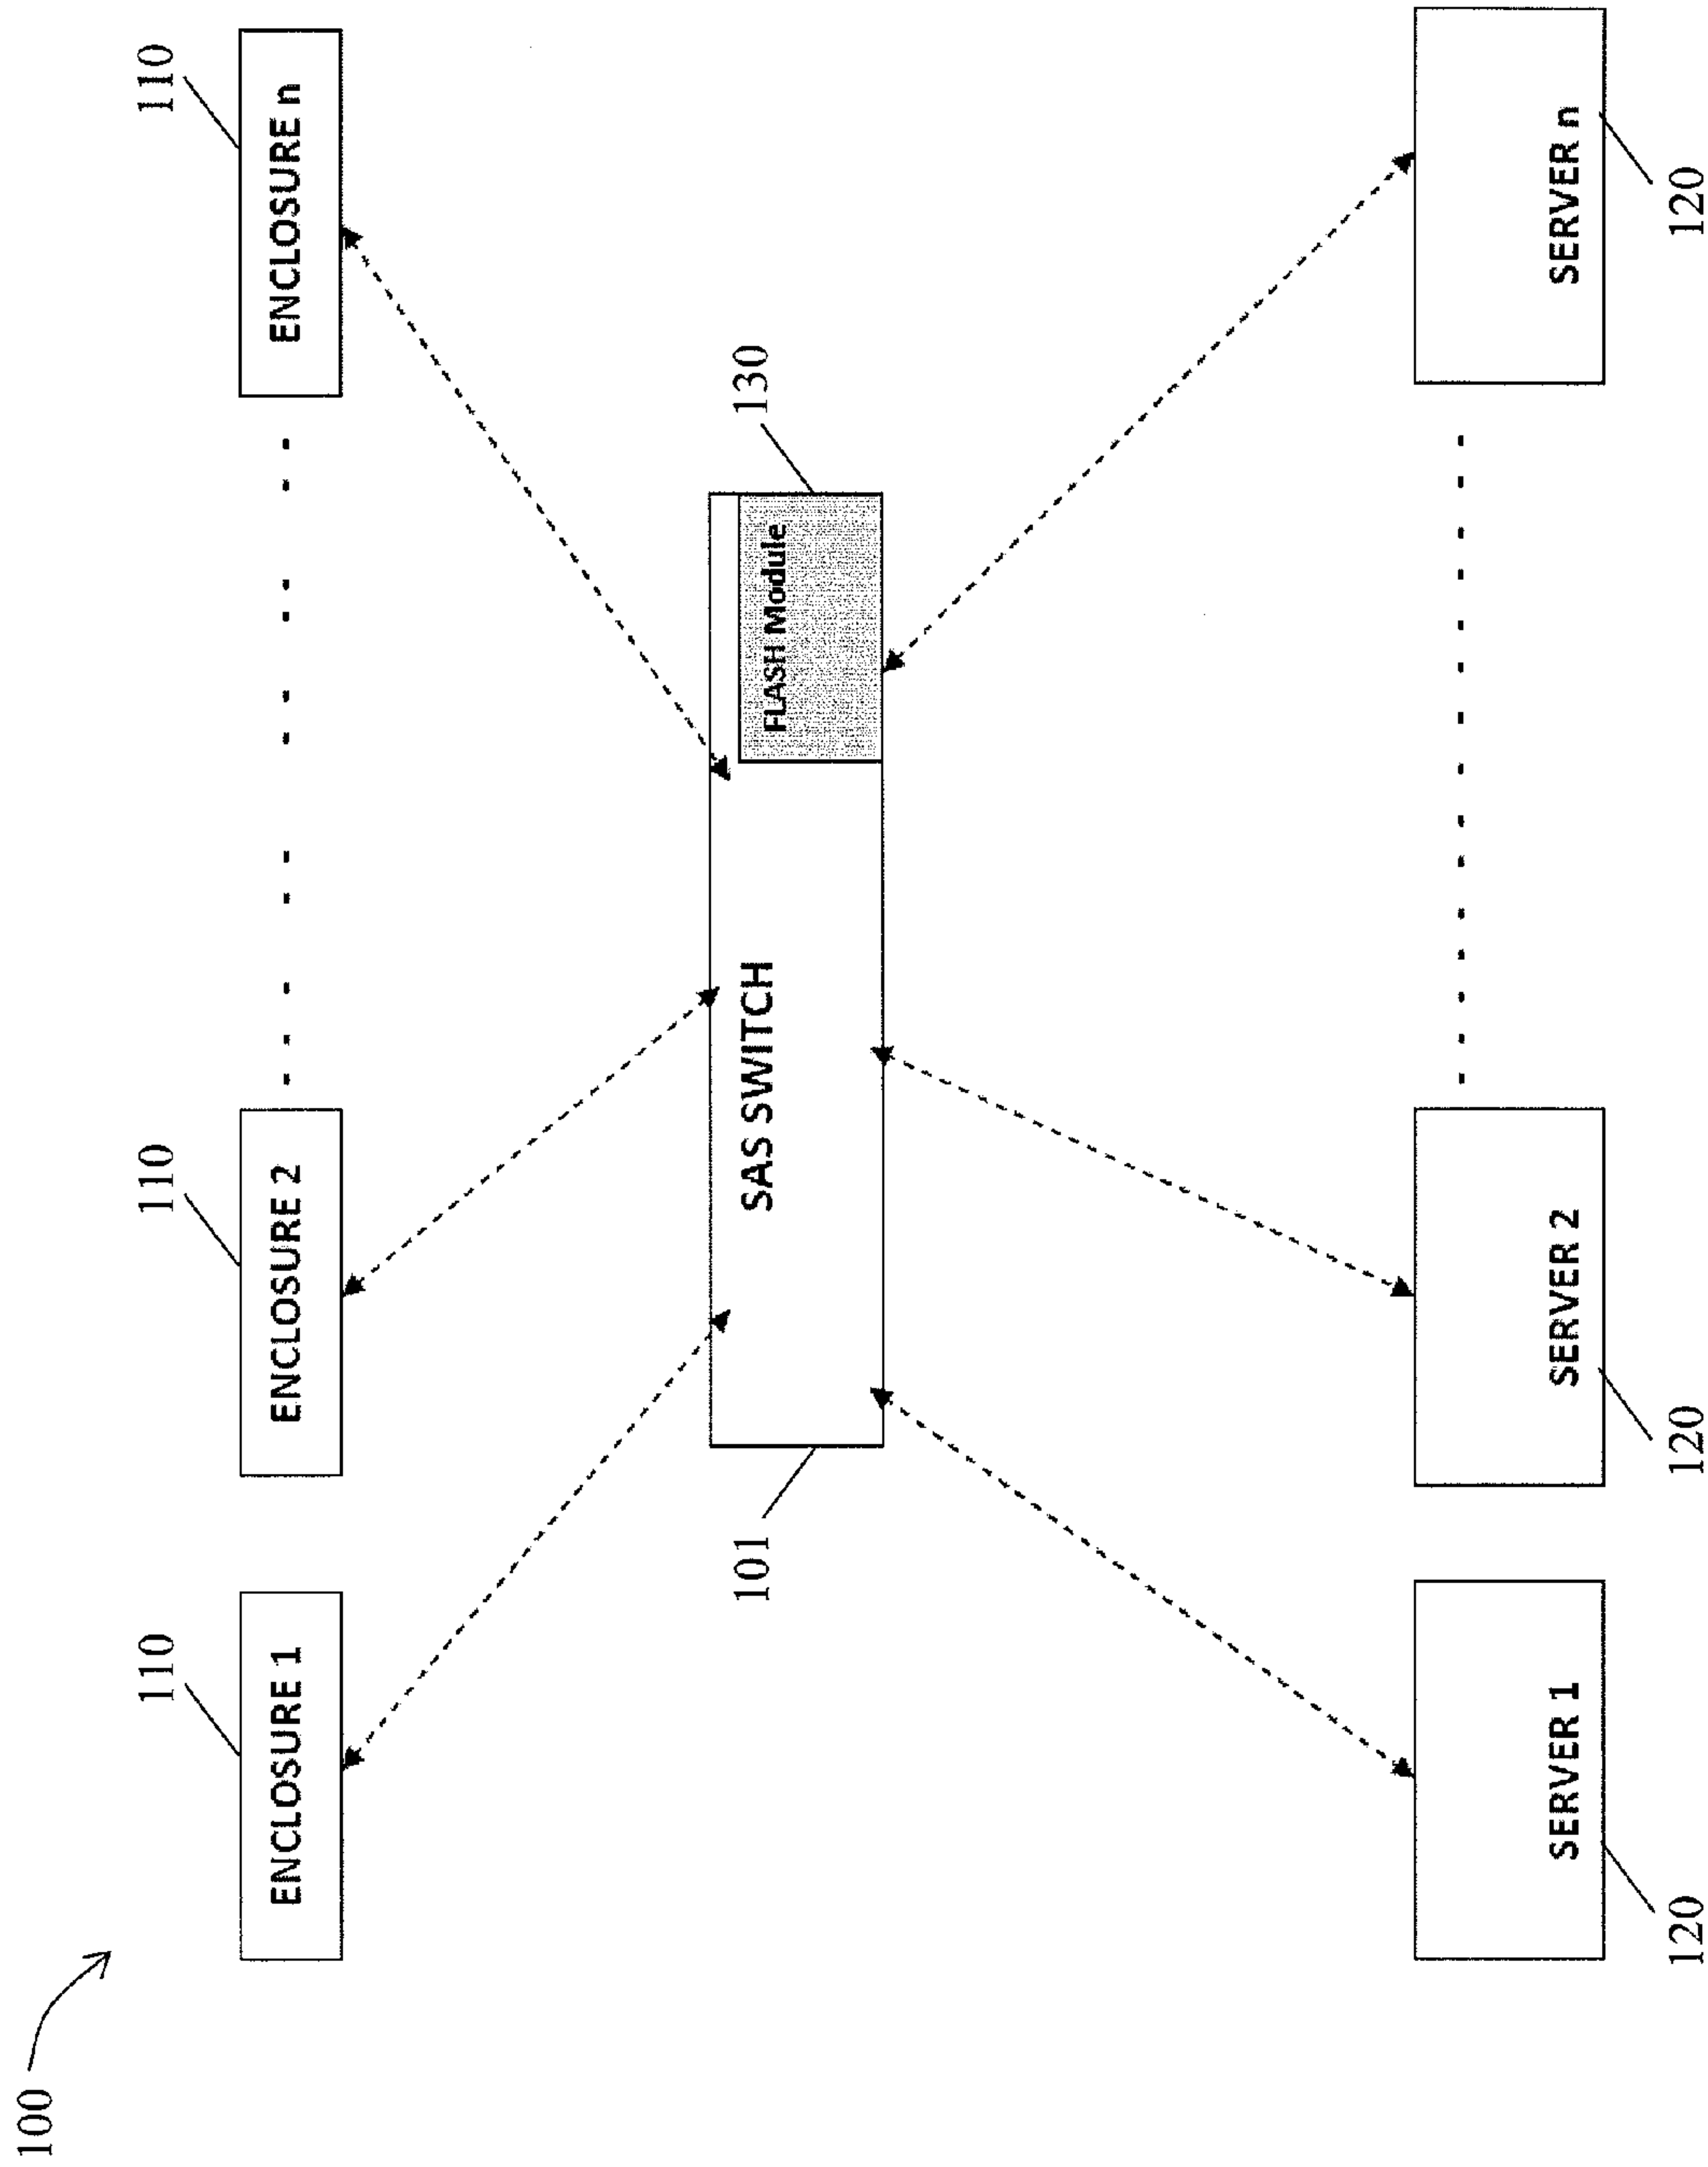 100
110
110
110
ENCLOSURE 1
ENCLOSURE 2
ENCLOSURE n
101
SAS SWITCH
FLASH Module
130
SERVER 1
SERVER 2
SERVER n
120
120
120